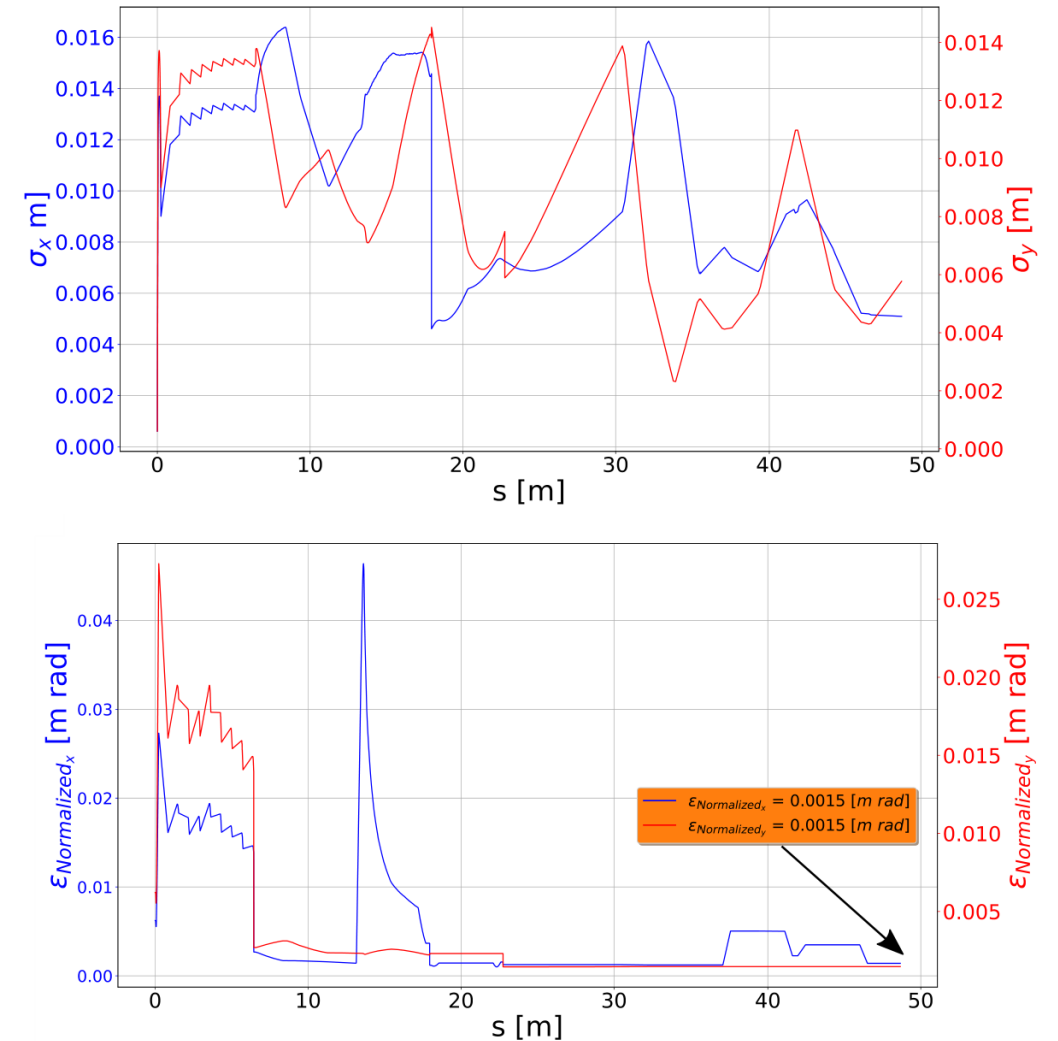 0.016
0.014
0.012
0.010
0.008
0.006
0.004
0.002
0.000
σx m]
0.014
0.012
0.010
0.008
0.006
0.004
0.002
0.000
σy [m]
0 10 20 30 40 50
s [m]
0.04
0.03
0.02
0.01
0.00
εNormalizedx [m rad]
0.025
0.020
0.015
0.010
0.005
εNormalizedy [m rad]
εNormalizedx = 0.0015 [m rad]
εNormalizedy = 0.0015 [m rad]
0 10 20 30 40 50
s [m]